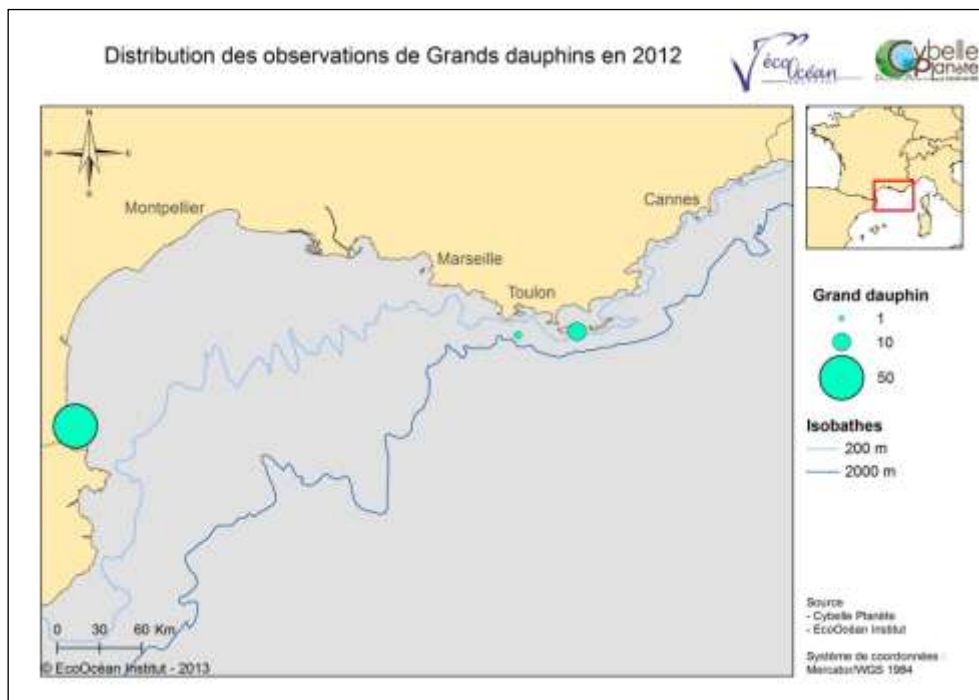 Distribution des observations de Grands dauphins en 2012
écoOcéan
Cybelle
Planète
N
E
S
Montpellier
Marseille
Toulon
Cannes
Grand dauphin
1
10
50
Isobathes
200 m
2000 m
0 30 60 Km
© EcoOcéan Institut - 2013
Source
- Cybelle Planète
- EcoOcéan Institut
Système de coordonnées :
Mercator/WGS 1984